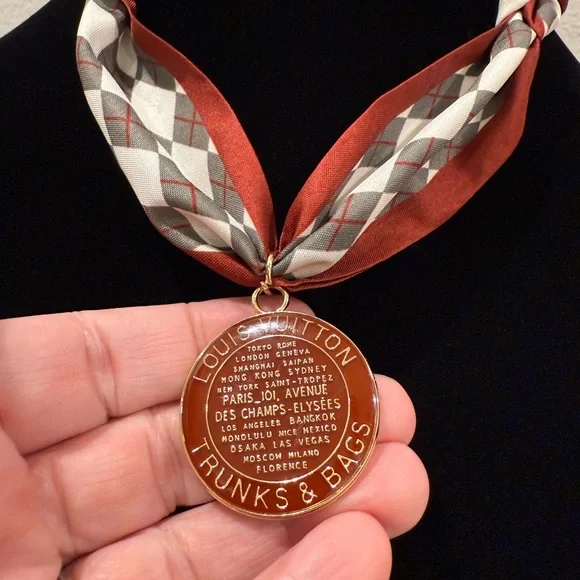 LOUIS VUITTON
TOKYO ROME
LONDON GENEVA
SHANGHAI SAIPAN
HONG KONG SYDNEY
NEW YORK SAINT-TROPEZ
PARIS_101, AVENUE
DES CHAMPS-ELYSÉES
LOS ANGELES BANGKOK
HONOLULU NICE MEXICO
OSAKA LAS VEGAS
MOSCOW MILANO
FLORENCE
TRUNKS & BAGS